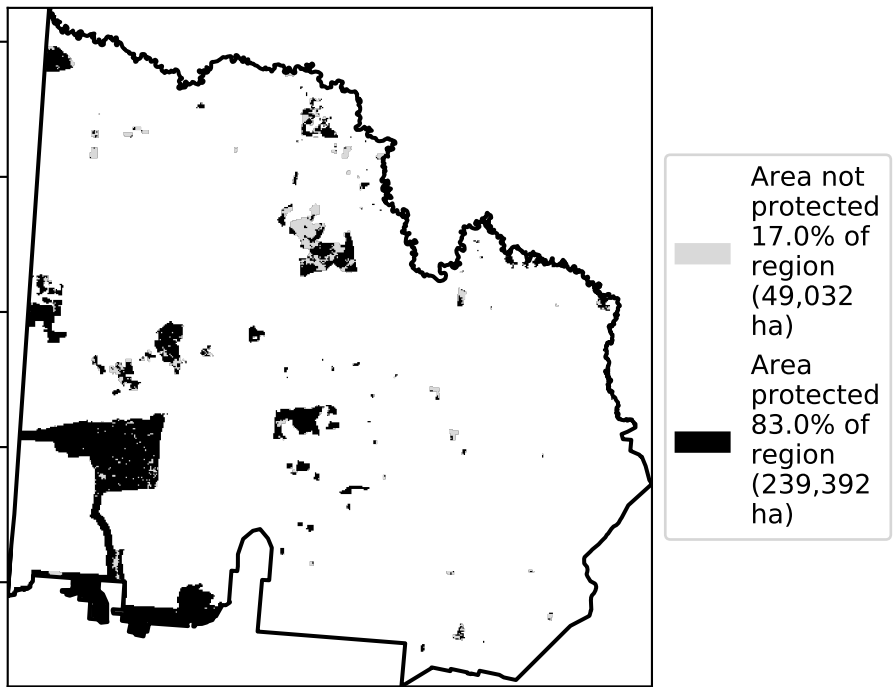 Area not
protected
17.0% of
region
(49,032
ha)
Area
protected
83.0% of
region
(239,392
ha)